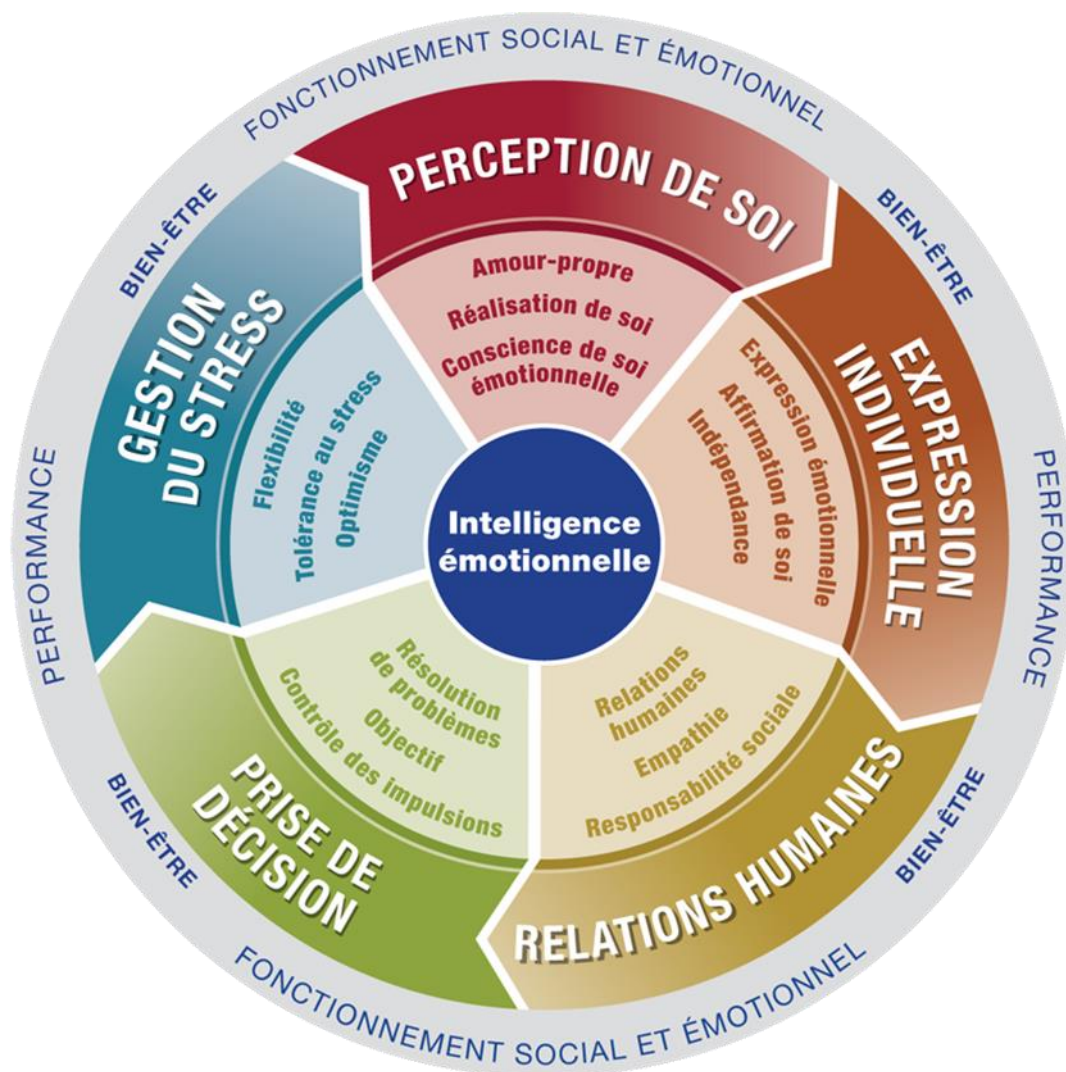 FONCTIONNEMENT SOCIAL ET ÉMOTIONNEL
BIEN-ÊTRE
PERFORMANCE
BIEN-ÊTRE
FONCTIONNEMENT SOCIAL ET ÉMOTIONNEL
BIEN-ÊTRE
PERFORMANCE
BIEN-ÊTRE
PERCEPTION DE SOI
Amour-propre
Réalisation de soi
Conscience de soi
émotionnelle
EXPRESSION
INDIVIDUELLE
Expression émotionnelle
Affirmation de soi
Indépendance
RELATIONS HUMAINES
Relations
humaines
Empathie
Responsabilité sociale
PRISE DE
DÉCISION
Résolution
de problèmes
Objectif
Contrôle des impulsions
GESTION
DU STRESS
Flexibilité
Tolérance au stress
Optimisme
Intelligence
émotionnelle